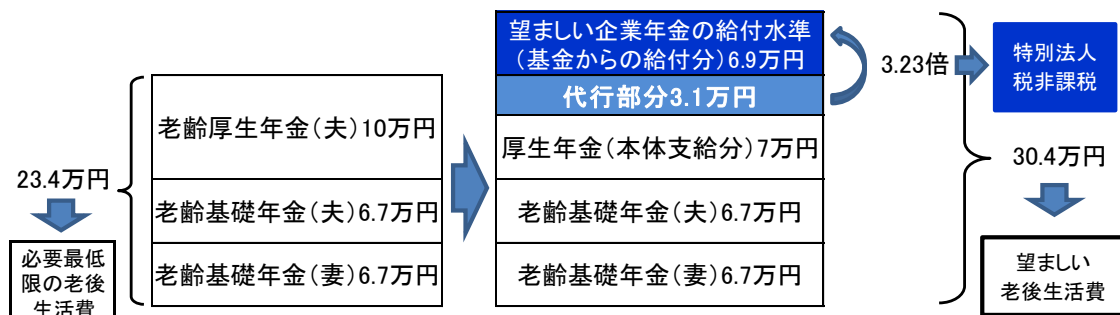 23.4万円
必要最低
限の老後
生活費
老齢厚生年金(夫)10万円
老齢基礎年金(夫)6.7万円
老齢基礎年金(妻)6.7万円
望ましい企業年金の給付水準
(基金からの給付分)6.9万円
代行部分3.1万円
厚生年金(本体支給分)7万円
老齢基礎年金(夫)6.7万円
老齢基礎年金(妻)6.7万円
3.23倍
特別法人
税非課税
30.4万円
望ましい
老後生活費